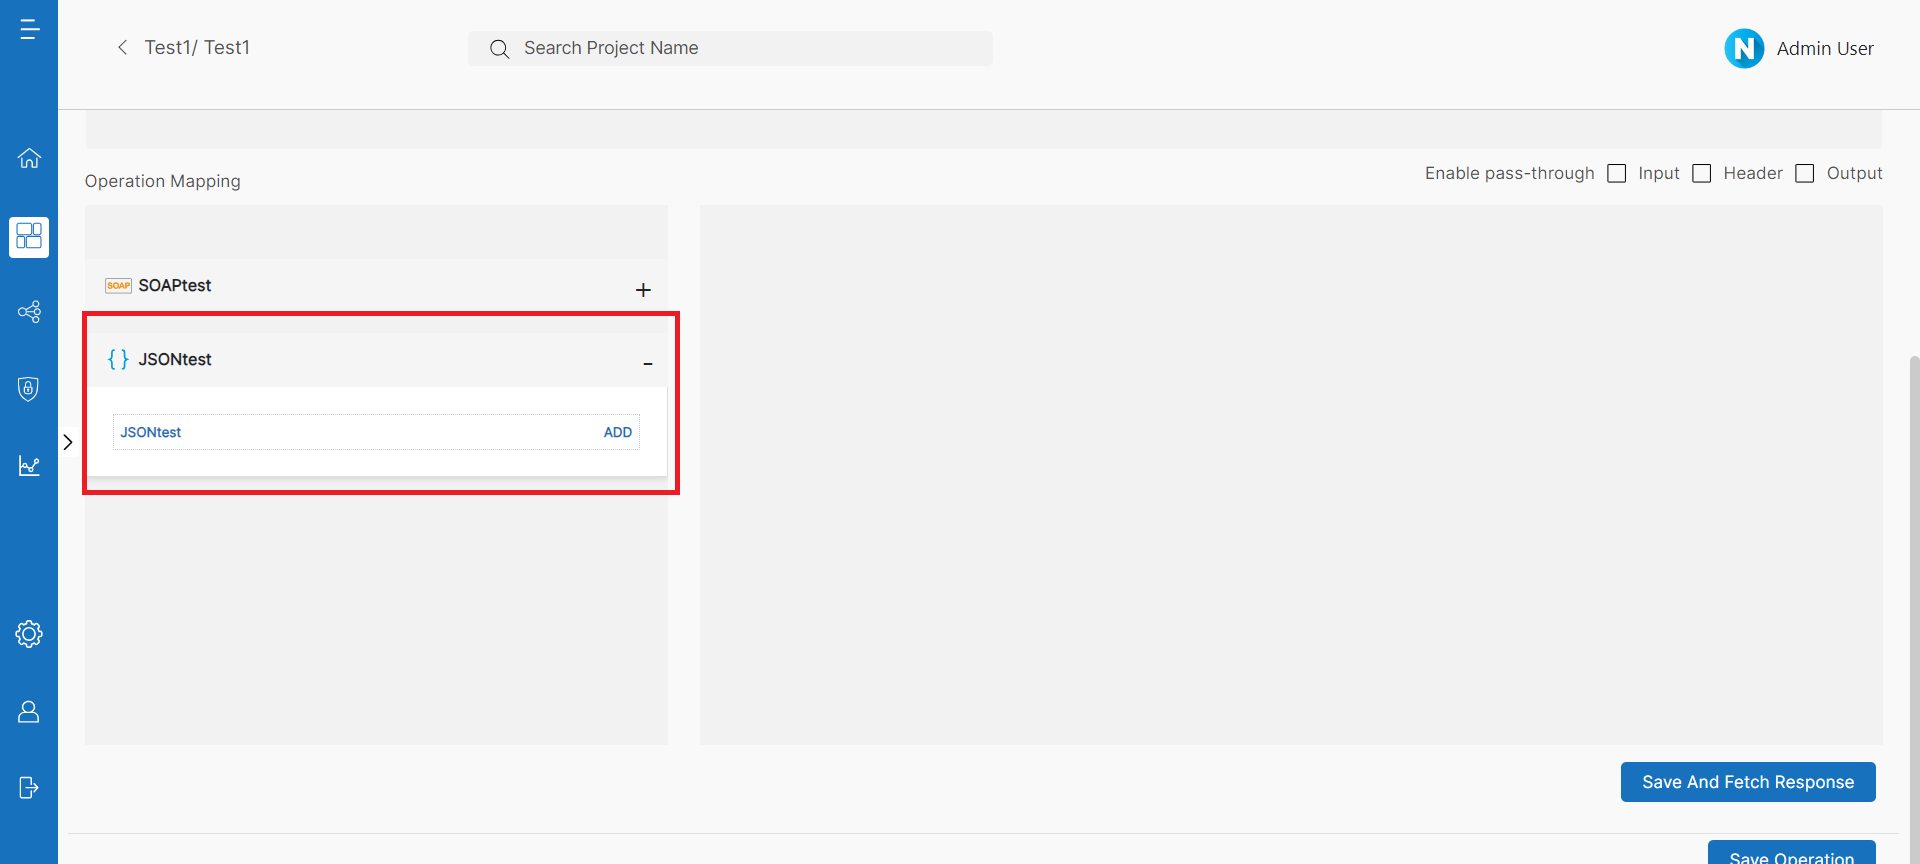 Test1/ Test1
Search Project Name
N
Admin User
Operation Mapping
Enable pass-through Input Header Output
SOAP SOAPtest +
{ } JSONtest -
JSONtest ADD
Save And Fetch Response
Save Operation